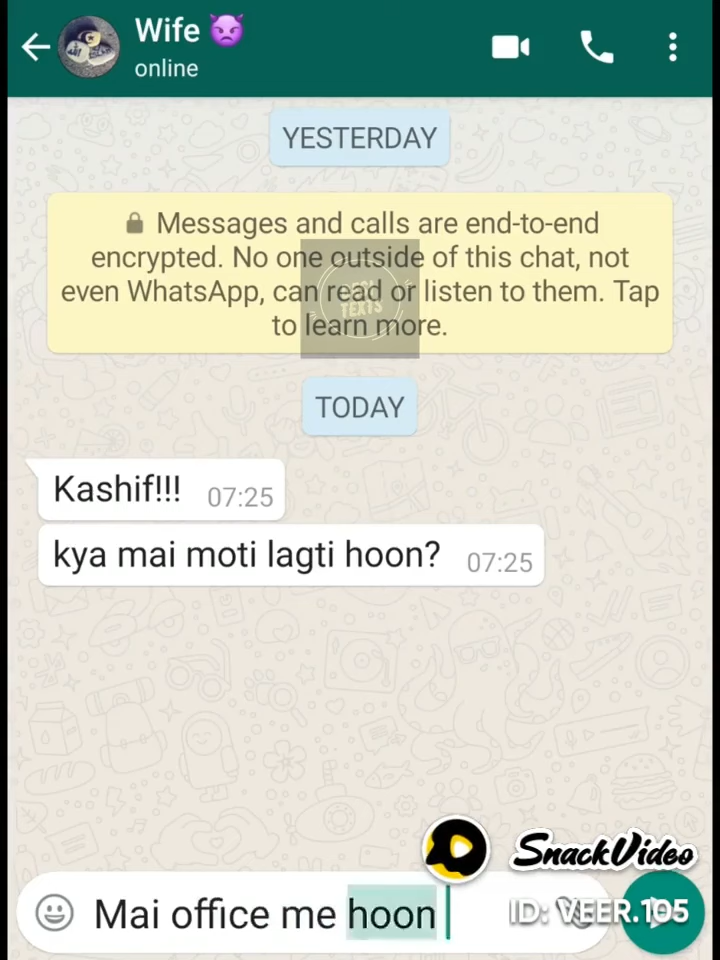 Wife 👿
online
YESTERDAY
Messages and calls are end-to-end
encrypted. No one outside of this chat, not
even WhatsApp, can read or listen to them. Tap
to learn more.
TEXTS
TODAY
Kashif!!! 07:25
kya mai moti lagti hoon? 07:25
SnackVideo
Mai office me hoon
ID: VEER.105